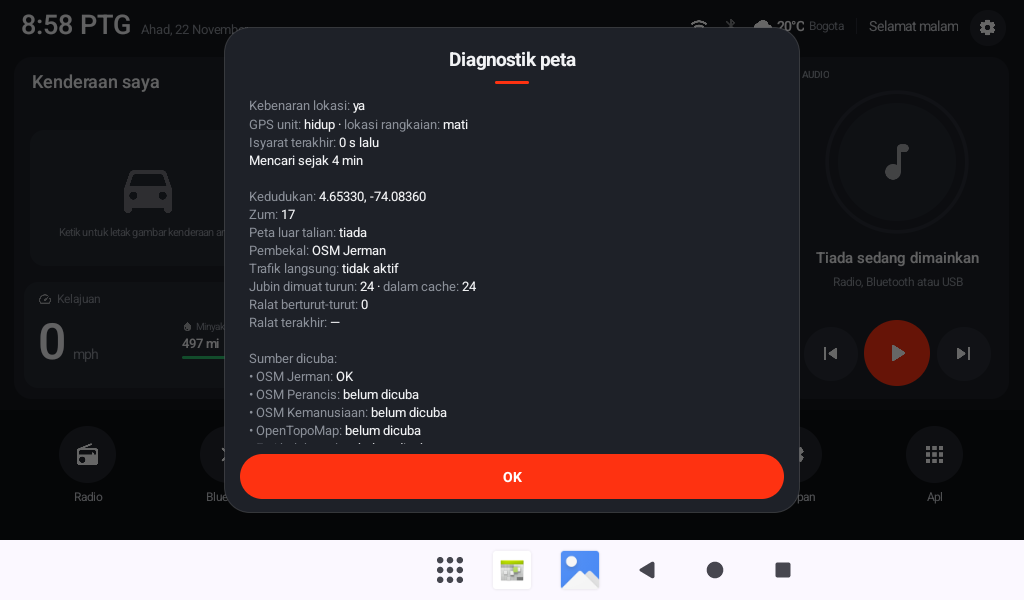 8:58 PTG
Ahad, 22 November
20°C Bogota
Selamat malam
Kenderaan saya
Ketik untuk letak gambar kenderaan
Kelajuan
0 mph
Minyak
497 mi
AUDIO
Tiada sedang dimainkan
Radio, Bluetooth atau USB
Radio
Apl
Diagnostik peta
Kebenaran lokasi: ya
GPS unit: hidup · lokasi rangkaian: mati
Isyarat terakhir: 0 s lalu
Mencari sejak 4 min
Kedudukan: 4.65330, -74.08360
Zum: 17
Peta luar talian: tiada
Pembekal: OSM Jerman
Trafik langsung: tidak aktif
Jubin dimuat turun: 24 · dalam cache: 24
Ralat berturut-turut: 0
Ralat terakhir: —
Sumber dicuba:
• OSM Jerman: OK
• OSM Perancis: belum dicuba
• OSM Kemanusiaan: belum dicuba
• OpenTopoMap: belum dicuba
OK